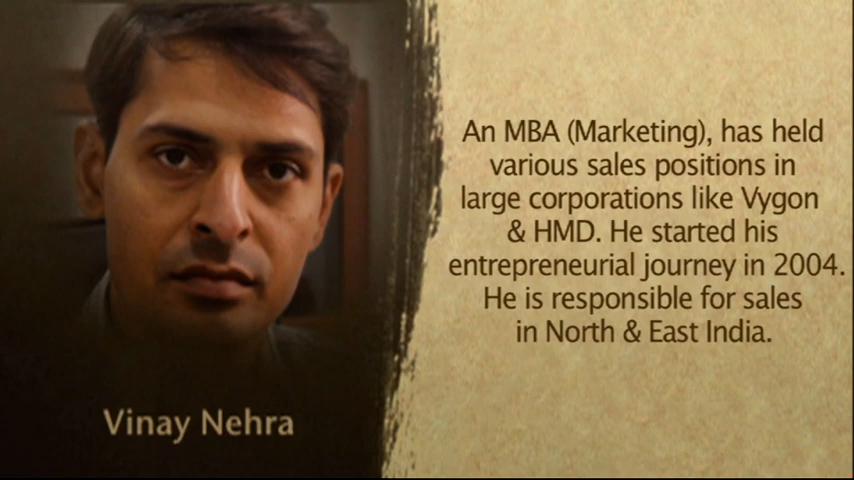 An MBA (Marketing), has held
various sales positions in
large corporations like Vygon
& HMD. He started his
entrepreneurial journey in 2004.
He is responsible for sales
in North & East India.
Vinay Nehra